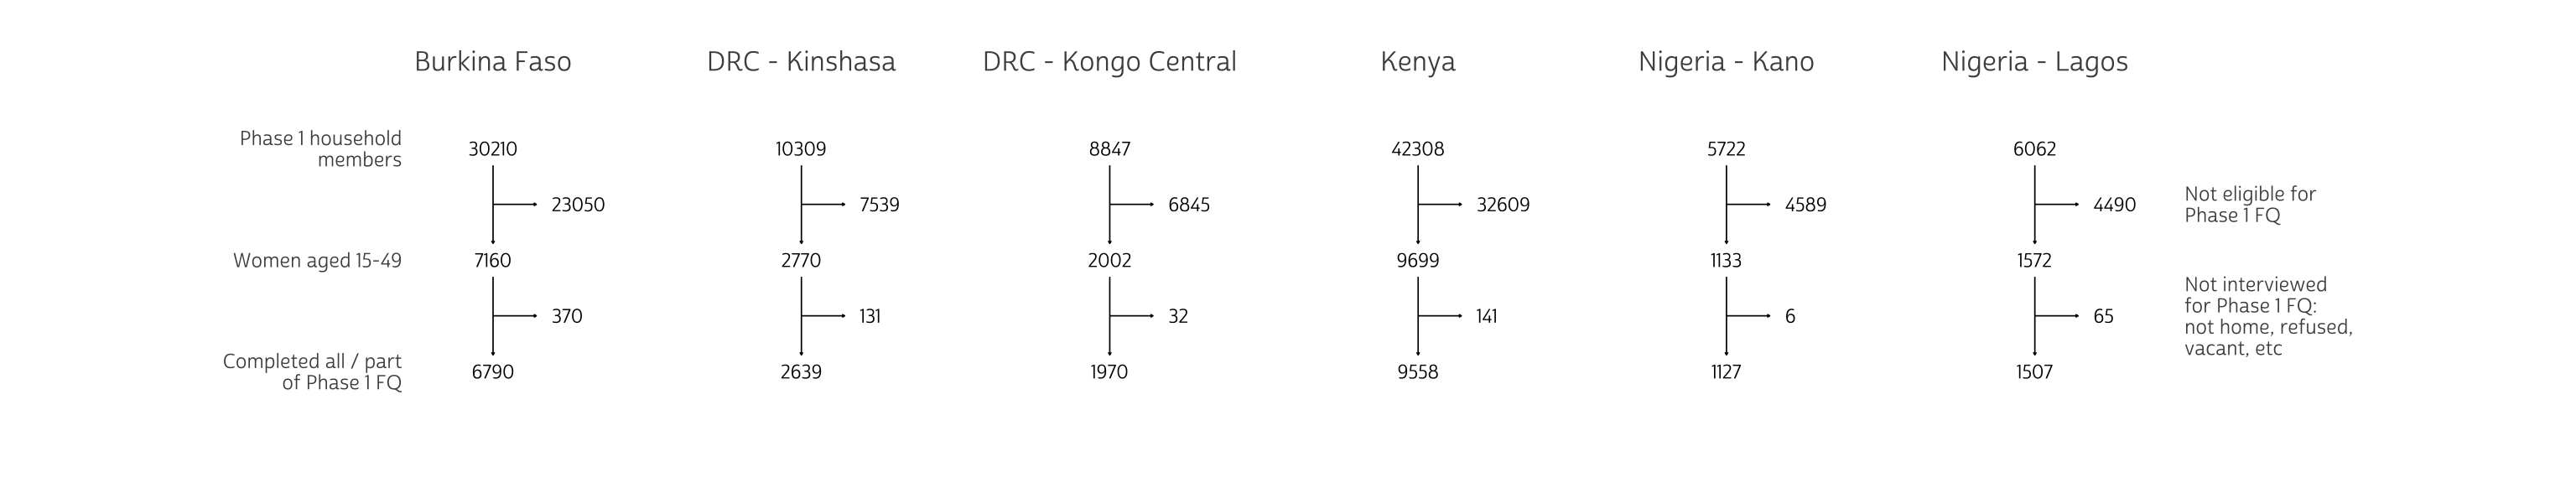 Burkina Faso
DRC - Kinshasa
DRC - Kongo Central
Kenya
Nigeria - Kano
Nigeria - Lagos
Phase 1 household
members
30210
10309
8847
42308
5722
6062
23050
7539
6845
32609
4589
4490
Not eligible for
Phase 1 FQ
Women aged 15-49
7160
2770
2002
9699
1133
1572
370
131
32
141
6
65
Not interviewed
for Phase 1 FQ:
not home, refused,
vacant, etc
Completed all / part
of Phase 1 FQ
6790
2639
1970
9558
1127
1507